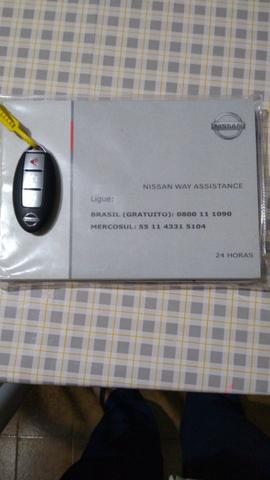 NISSAN
NISSAN WAY ASSISTANCE
Ligue:
BRASIL (GRATUITO): 0800 11 1090
MERCOSUL: 55 11 4331 5104
24 HORAS